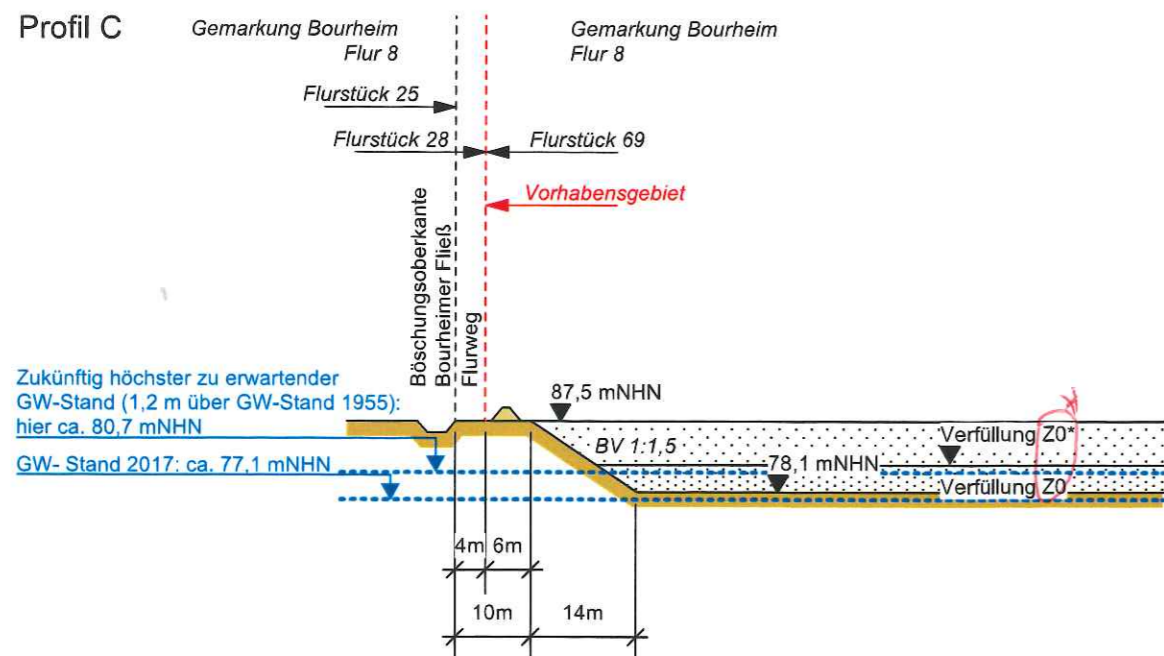 Profil C
Gemarkung Bourheim
Flur 8
Gemarkung Bourheim
Flur 8
Flurstück 25
Flurstück 28
Flurstück 69
Vorhabensgebiet
Böschungsoberkante
Bourheimer Fließ
Flurweg
Zukünftig höchster zu erwartender
GW-Stand (1,2 m über GW-Stand 1955):
hier ca. 80,7 mNHN
GW- Stand 2017: ca. 77,1 mNHN
87,5 mNHN
BV 1:1,5
Verfüllung Z0*
78,1 mNHN
Verfüllung Z0
4m
6m
10m
14m